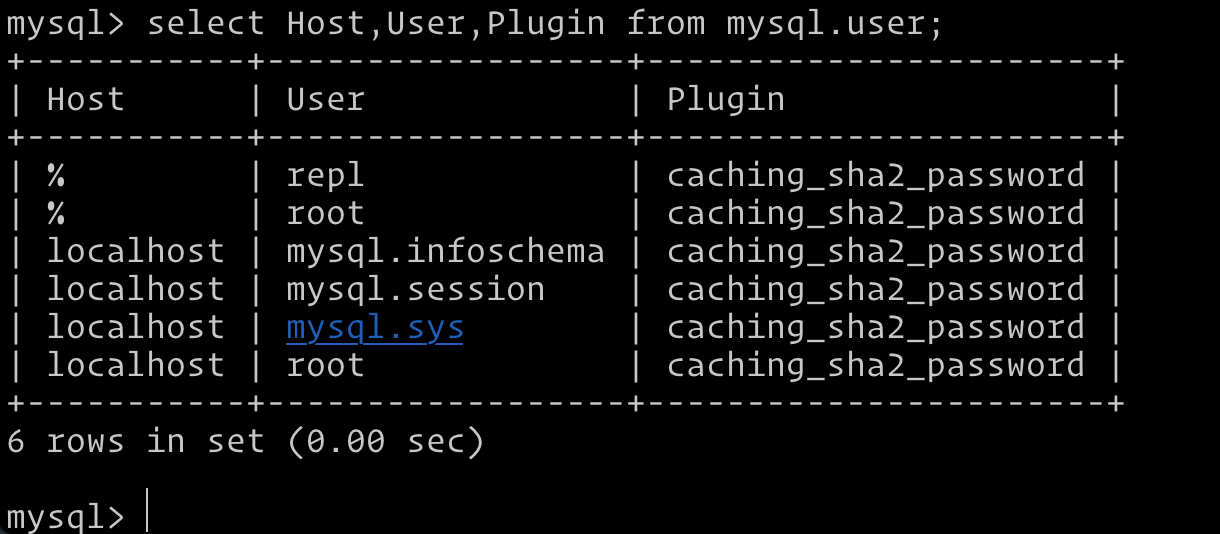 mysql> select Host,User,Plugin from mysql.user;
+-----------+------------------+-----------------------+
| Host      | User             | Plugin                |
+-----------+------------------+-----------------------+
| %         | repl             | caching_sha2_password |
| %         | root             | caching_sha2_password |
| localhost | mysql.infoschema | caching_sha2_password |
| localhost | mysql.session    | caching_sha2_password |
| localhost | mysql.sys        | caching_sha2_password |
| localhost | root             | caching_sha2_password |
+-----------+------------------+-----------------------+
6 rows in set (0.00 sec)
mysql>